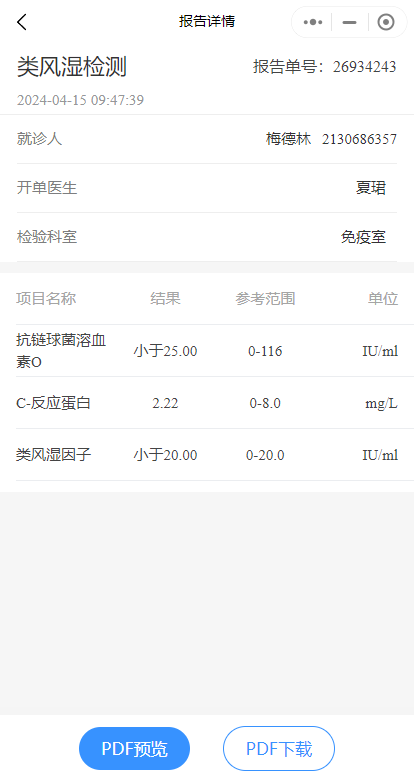 报告详情
类风湿检测 报告单号：26934243
2024-04-15 09:47:39
就诊人 梅德林 2130686357
开单医生 夏珺
检验科室 免疫室
项目名称 结果 参考范围 单位
抗链球菌溶血
素O 小于25.00 0-116 IU/ml
C-反应蛋白 2.22 0-8.0 mg/L
类风湿因子 小于20.00 0-20.0 IU/ml
PDF预览 PDF下载